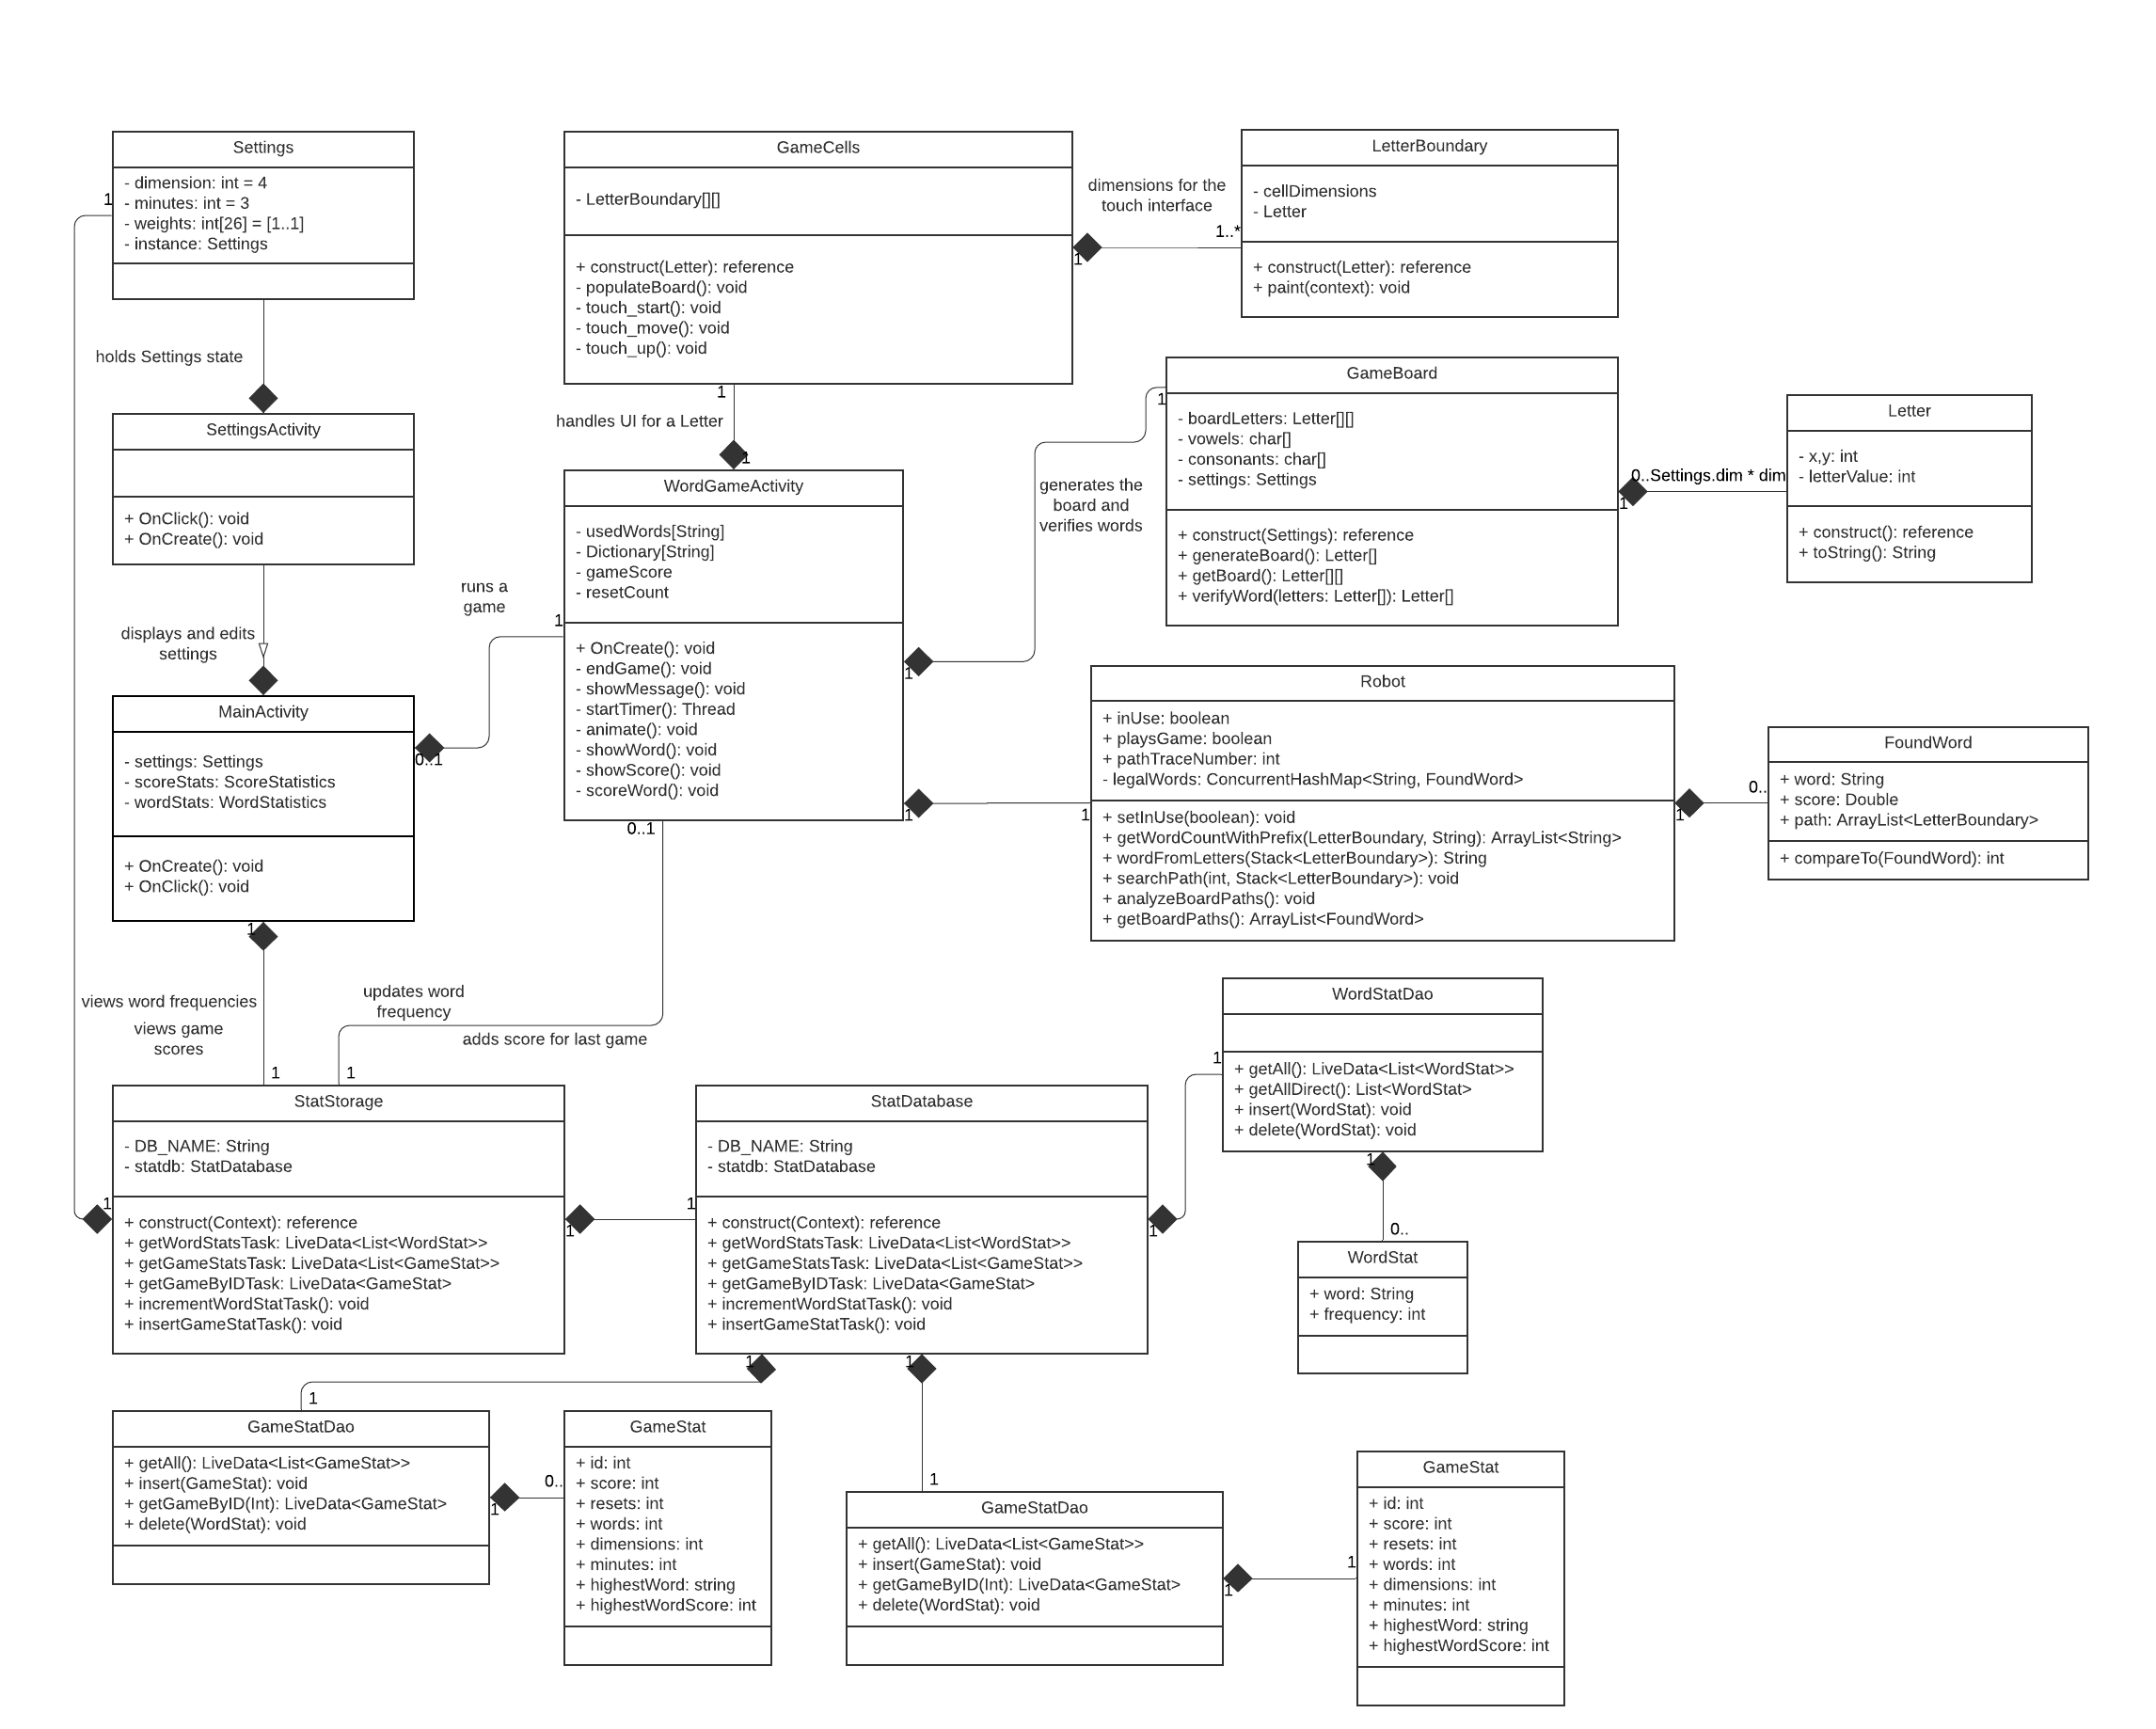 Settings
- dimension: int = 4
- minutes: int = 3
- weights: int[26] = [1..1]
- instance: Settings
1
holds Settings state
SettingsActivity
+ OnClick(): void
+ OnCreate(): void
displays and edits
settings
MainActivity
- settings: Settings
- scoreStats: ScoreStatistics
- wordStats: WordStatistics
+ OnCreate(): void
+ OnClick(): void
0..1
runs a
game
1
1
views word frequencies
views game
scores
1
GameCells
- LetterBoundary[][]
+ construct(Letter): reference
- populateBoard(): void
- touch_start(): void
- touch_move(): void
- touch_up(): void
1
dimensions for the
touch interface
1..*
LetterBoundary
- cellDimensions
- Letter
+ construct(Letter): reference
+ paint(context): void
1
handles UI for a Letter
1
WordGameActivity
- usedWords[String]
- Dictionary[String]
- gameScore
- resetCount
+ OnCreate(): void
- endGame(): void
- showMessage(): void
- startTimer(): Thread
- animate(): void
- showWord(): void
- showScore(): void
- scoreWord(): void
1
generates the
board and
verifies words
1
GameBoard
- boardLetters: Letter[][]
- vowels: char[]
- consonants: char[]
- settings: Settings
+ construct(Settings): reference
+ generateBoard(): Letter[]
+ getBoard(): Letter[][]
+ verifyWord(letters: Letter[]): Letter[]
0..Settings.dim * dim
1
Letter
- x,y: int
- letterValue: int
+ construct(): reference
+ toString(): String
1
1
Robot
+ inUse: boolean
+ playsGame: boolean
+ pathTraceNumber: int
- legalWords: ConcurrentHashMap<String, FoundWord>
+ setInUse(boolean): void
+ getWordCountWithPrefix(LetterBoundary, String): ArrayList<String>
+ wordFromLetters(Stack<LetterBoundary>): String
+ searchPath(int, Stack<LetterBoundary>): void
+ analyzeBoardPaths(): void
+ getBoardPaths(): ArrayList<FoundWord>
1
0..
FoundWord
+ word: String
+ score: Double
+ path: ArrayList<LetterBoundary>
+ compareTo(FoundWord): int
0..1
updates word
frequency
adds score for last game
1
1
StatStorage
- DB_NAME: String
- statdb: StatDatabase
+ construct(Context): reference
+ getWordStatsTask: LiveData<List<WordStat>>
+ getGameStatsTask: LiveData<List<GameStat>>
+ getGameByIDTask: LiveData<GameStat>
+ incrementWordStatTask(): void
+ insertGameStatTask(): void
1
1
StatDatabase
- DB_NAME: String
- statdb: StatDatabase
+ construct(Context): reference
+ getWordStatsTask: LiveData<List<WordStat>>
+ getGameStatsTask: LiveData<List<GameStat>>
+ getGameByIDTask: LiveData<GameStat>
+ incrementWordStatTask(): void
+ insertGameStatTask(): void
1
1
WordStatDao
+ getAll(): LiveData<List<WordStat>>
+ getAllDirect(): List<WordStat>
+ insert(WordStat): void
+ delete(WordStat): void
1
0..
WordStat
+ word: String
+ frequency: int
1
1
1
GameStatDao
+ getAll(): LiveData<List<GameStat>>
+ insert(GameStat): void
+ getGameByID(Int): LiveData<GameStat>
+ delete(WordStat): void
1
0..
GameStat
+ id: int
+ score: int
+ resets: int
+ words: int
+ dimensions: int
+ minutes: int
+ highestWord: string
+ highestWordScore: int
1
GameStatDao
+ getAll(): LiveData<List<GameStat>>
+ insert(GameStat): void
+ getGameByID(Int): LiveData<GameStat>
+ delete(WordStat): void
1
1
GameStat
+ id: int
+ score: int
+ resets: int
+ words: int
+ dimensions: int
+ minutes: int
+ highestWord: string
+ highestWordScore: int